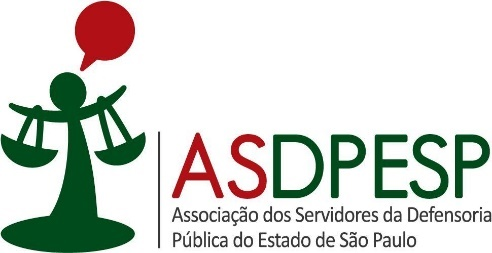 ASDPESP
Associação dos Servidores da Defensoria
Pública do Estado de São Paulo